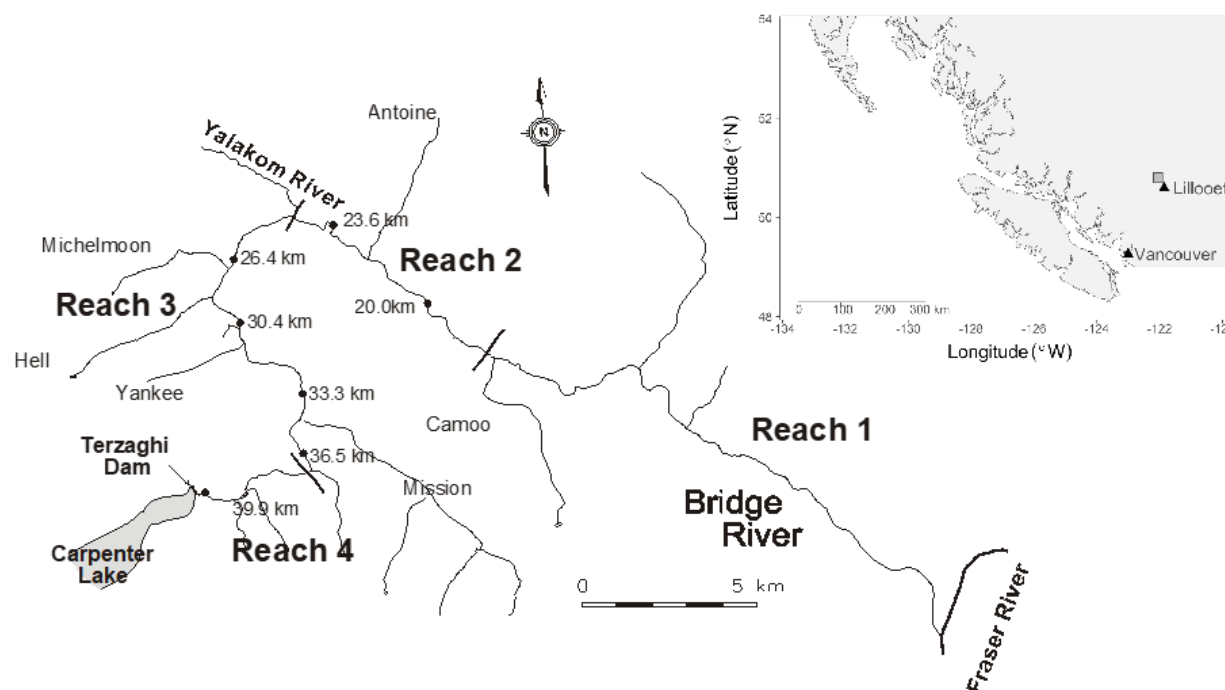 Antoine
Yalakom River
N
23.6 km
Michelmoon
26.4 km
Reach 2
Reach 3
20.0km
30.4 km
Hell
Yankee
33.3 km
Camoo
Reach 1
Terzaghi
Dam
36.5 km
Mission
Bridge
River
39.9 km
Reach 4
Carpenter
Lake
0 5 km
Fraser River
54
52
50
48
Latitude (°N)
Lillooet
Vancouver
0 100 200 300 km
-134 -132 -130 -128 -126 -124 -122
Longitude (°W)